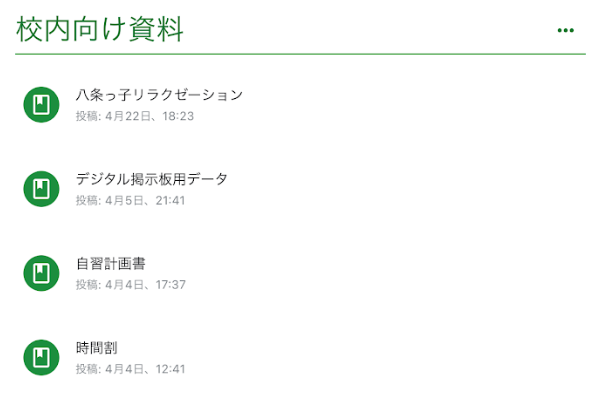 校内向け資料
八条っ子リラクゼーション
投稿: 4月22日、18:23
デジタル掲示板用データ
投稿: 4月5日、21:41
自習計画書
投稿: 4月4日、17:37
時間割
投稿: 4月4日、12:41